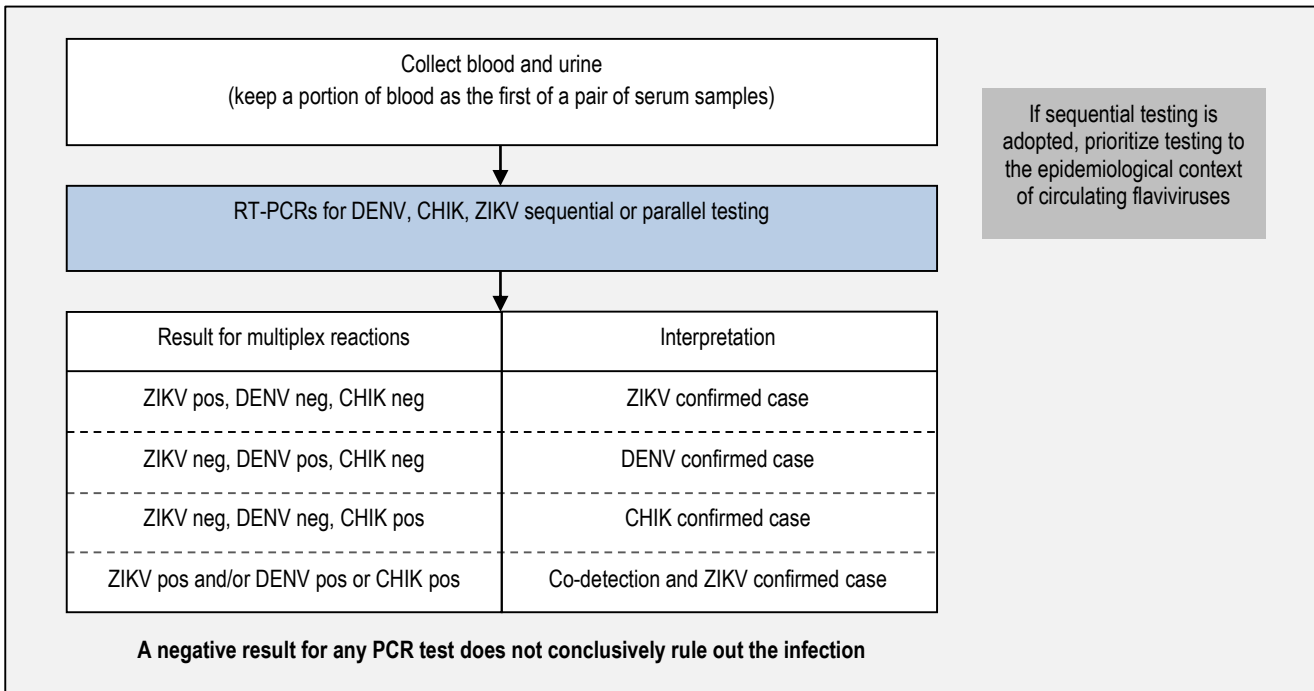 Collect blood and urine
(keep a portion of blood as the first of a pair of serum samples)
If sequential testing is
adopted, prioritize testing to
the epidemiological context
of circulating flaviviruses
RT-PCRs for DENV, CHIK, ZIKV sequential or parallel testing
Result for multiplex reactions
Interpretation
ZIKV pos, DENV neg, CHIK neg
ZIKV confirmed case
ZIKV neg, DENV pos, CHIK neg
DENV confirmed case
ZIKV neg, DENV neg, CHIK pos
CHIK confirmed case
ZIKV pos and/or DENV pos or CHIK pos
Co-detection and ZIKV confirmed case
A negative result for any PCR test does not conclusively rule out the infection